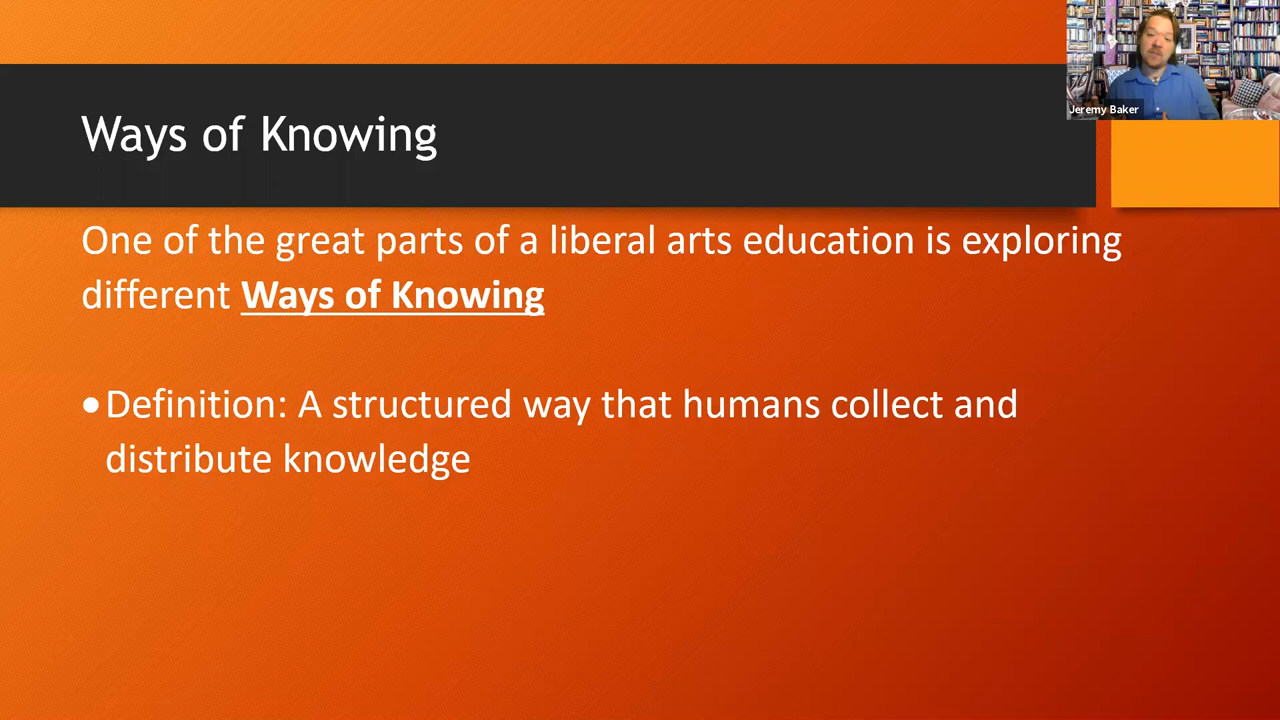 Jeremy Baker
Ways of Knowing
One of the great parts of a liberal arts education is exploring
different Ways of Knowing
•Definition: A structured way that humans collect and
distribute knowledge